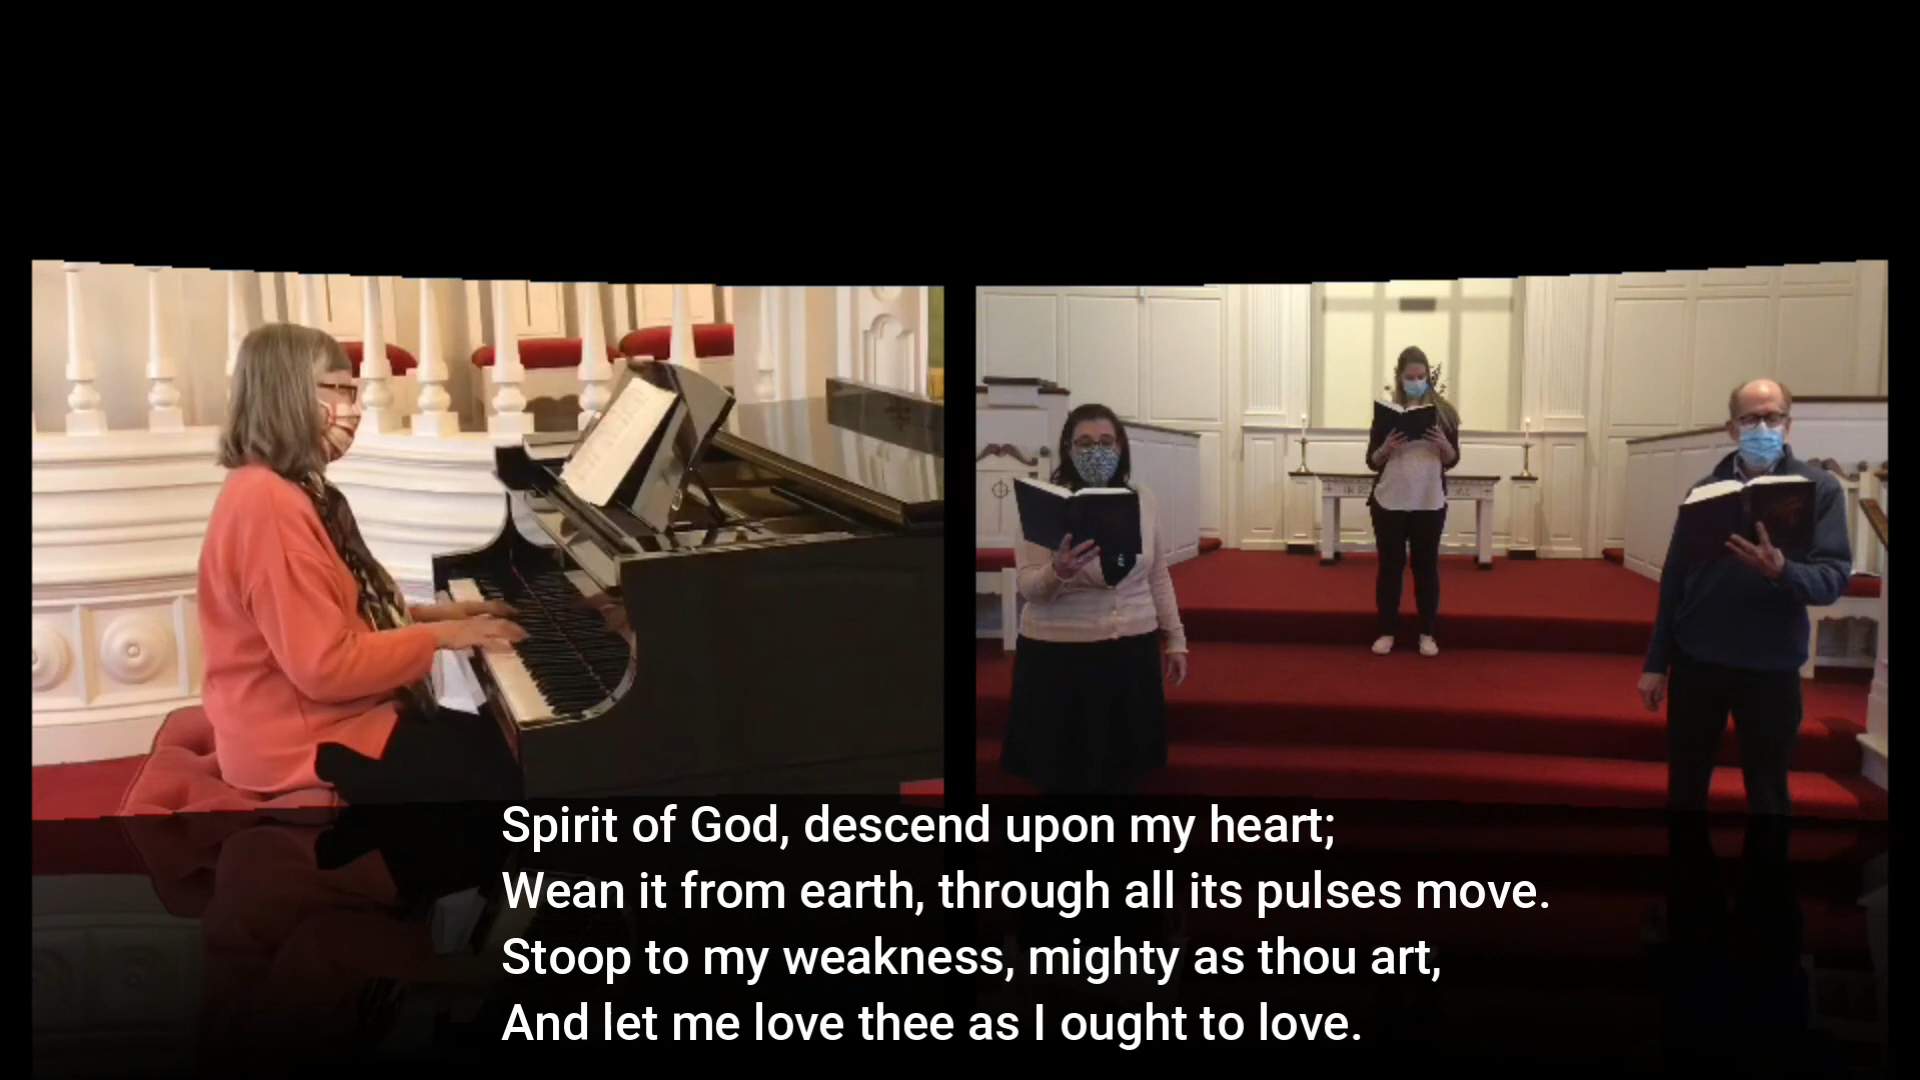 Spirit of God, descend upon my heart;
Wean it from earth, through all its pulses move.
Stoop to my weakness, mighty as thou art,
And let me love thee as I ought to love.